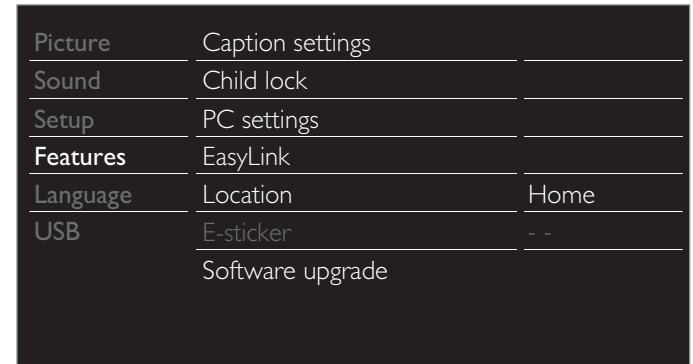 Picture Caption settings
Sound Child lock
Setup PC settings
Features EasyLink
Language Location Home
USB E-sticker - -
Software upgrade